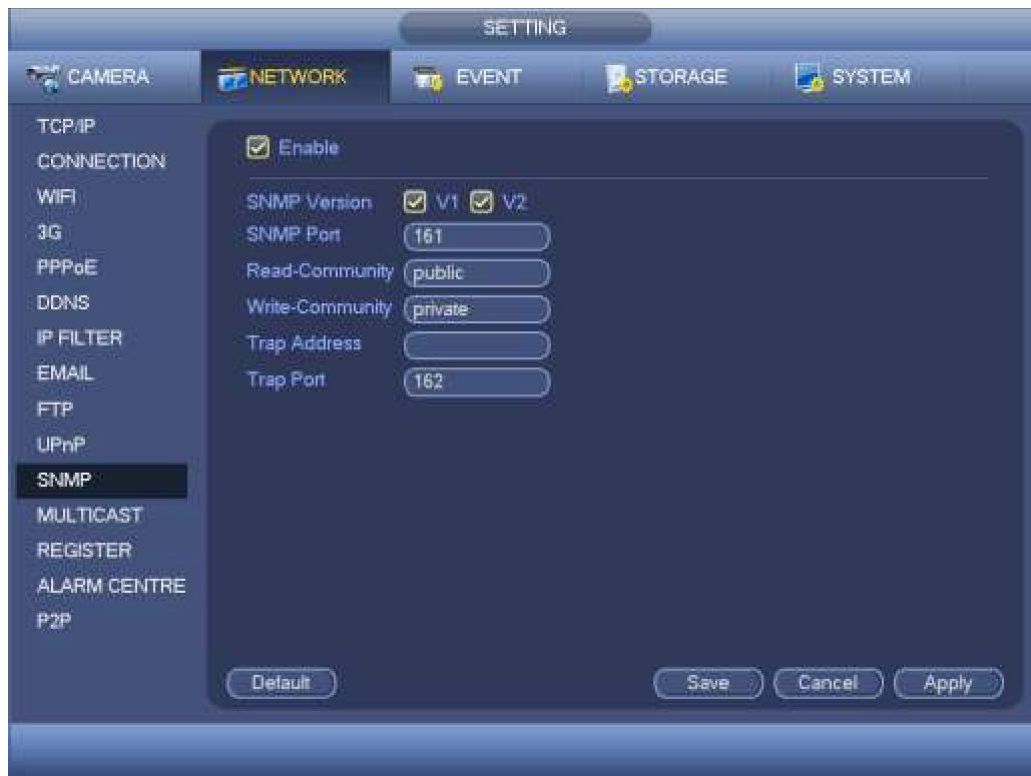 SETTING
CAMERA NETWORK EVENT STORAGE SYSTEM
TCP/IP
CONNECTION
WIFI
3G
PPPoE
DDNS
IP FILTER
EMAIL
FTP
UPnP
SNMP
MULTICAST
REGISTER
ALARM CENTRE
P2P
Enable
SNMP Version V1 V2
SNMP Port 161
Read-Community public
Write-Community private
Trap Address
Trap Port 162
Default Save Cancel Apply